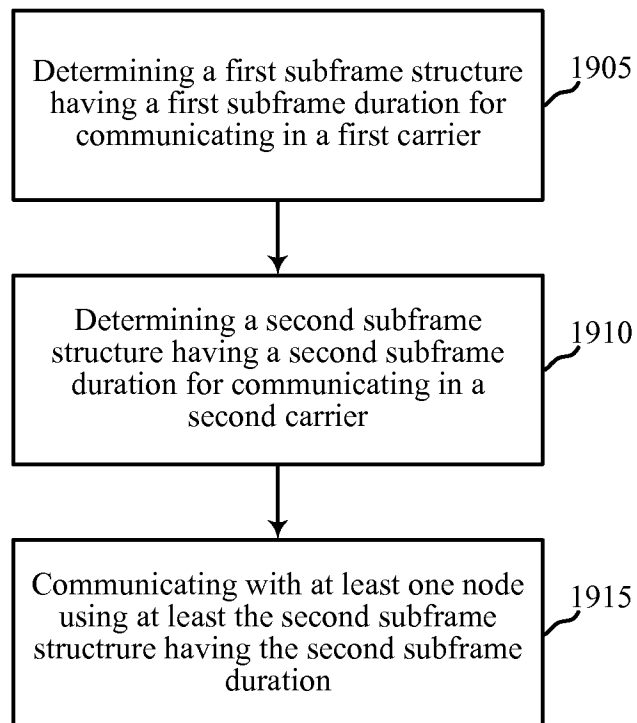 Determining a first subframe structure
having a first subframe duration for
communicating in a first carrier
1905
Determining a second subframe
structure having a second subframe
duration for communicating in a
second carrier
1910
Communicating with at least one node
using at least the second subframe
structrure having the second subframe
duration
1915